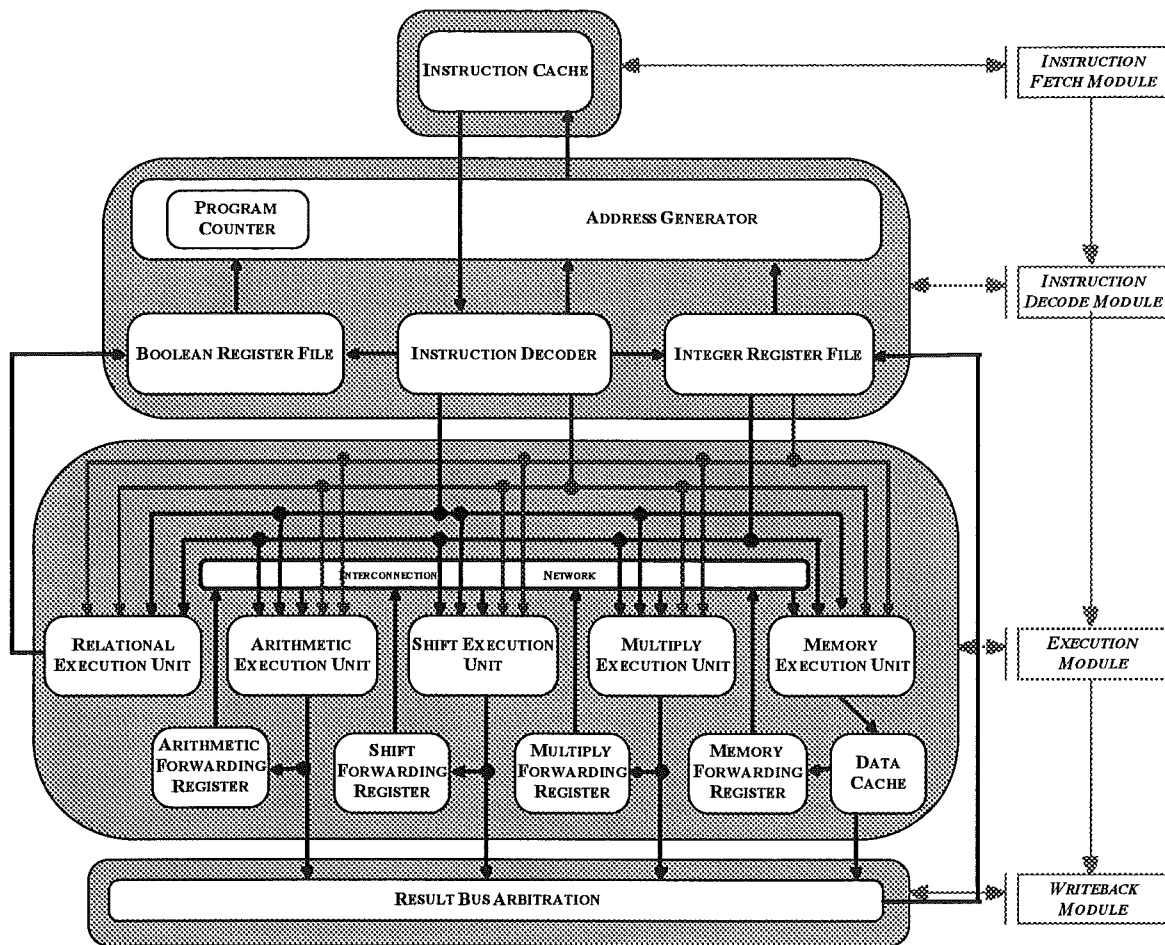 INSTRUCTION CACHE
INSTRUCTION
FETCH MODULE
PROGRAM
COUNTER
ADDRESS GENERATOR
INSTRUCTION
DECODE MODULE
BOOLEAN REGISTER FILE
INSTRUCTION DECODER
INTEGER REGISTER FILE
INTERCONNECTION NETWORK
RELATIONAL
EXECUTION UNIT
ARITHMETIC
EXECUTION UNIT
SHIFT EXECUTION
UNIT
MULTIPLY
EXECUTION UNIT
MEMORY
EXECUTION UNIT
EXECUTION
MODULE
ARITHMETIC
FORWARDING
REGISTER
SHIFT
FORWARDING
REGISTER
MULTIPLY
FORWARDING
REGISTER
MEMORY
FORWARDING
REGISTER
DATA
CACHE
RESULT BUS ARBITRATION
WRITEBACK
MODULE